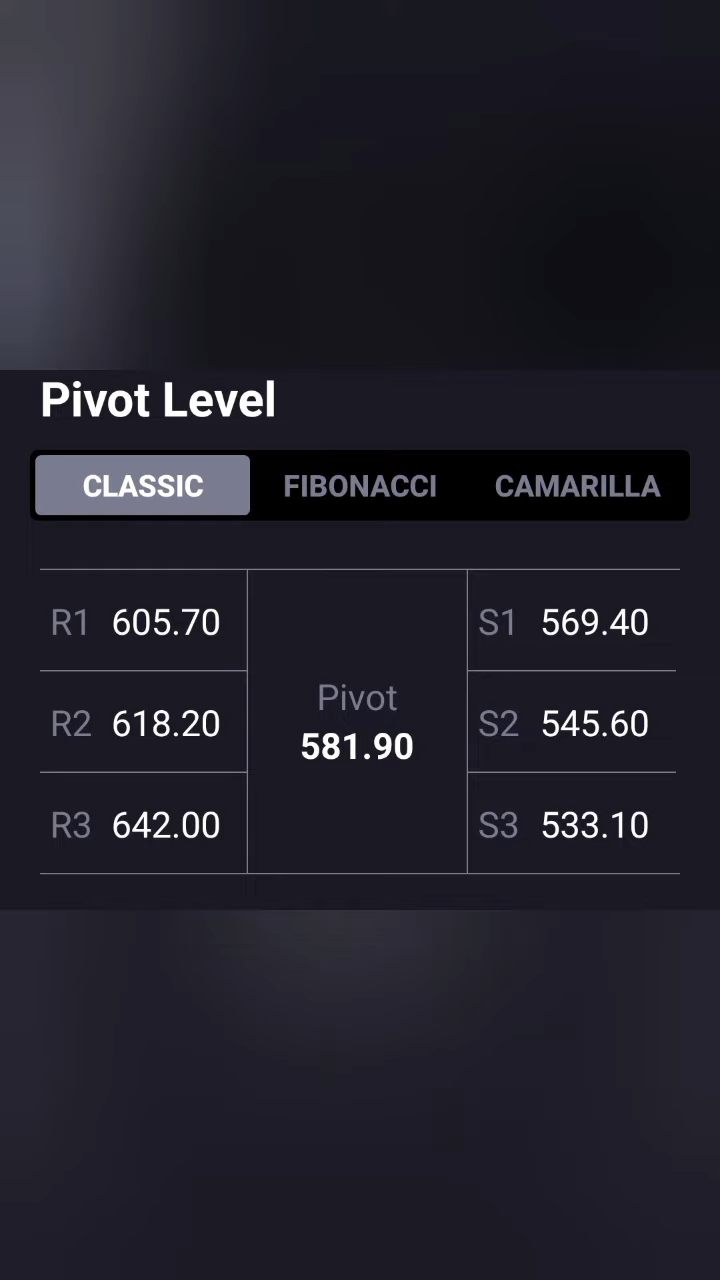 Pivot Level
CLASSIC FIBONACCI CAMARILLA
R1 605.70
R2 618.20
R3 642.00
Pivot
581.90
S1 569.40
S2 545.60
S3 533.10